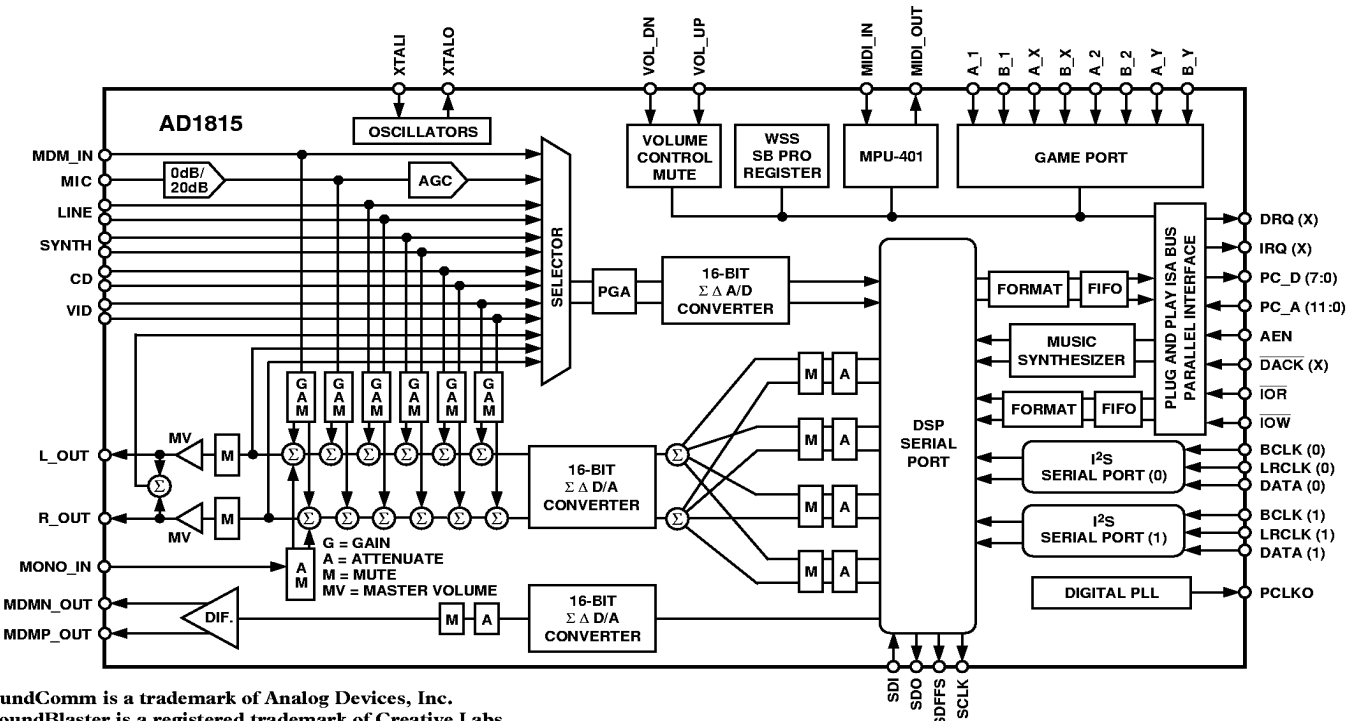 XTALI
XTALO
VOL_DN
VOL_UP
MIDI_IN
MIDI_OUT
A_1
B_1
A_X
B_X
A_2
B_2
A_Y
B_Y
AD1815
OSCILLATORS
VOLUME
CONTROL
MUTE
WSS
SB PRO
REGISTER
MPU-401
GAME PORT
MDM_IN
MIC
0dB/
20dB
AGC
LINE
SYNTH
CD
VID
SELECTOR
PGA
16-BIT
Σ Δ A/D
CONVERTER
DSP
SERIAL
PORT
FORMAT
FIFO
MUSIC
SYNTHESIZER
FORMAT
FIFO
PLUG AND PLAY ISA BUS
PARALLEL INTERFACE
DRQ (X)
IRQ (X)
PC_D (7:0)
PC_A (11:0)
AEN
DACK (X)
IOR
IOW
G
A
M
G
A
M
G
A
M
G
A
M
G
A
M
G
A
M
M
A
M
A
M
A
M
A
L_OUT
MV
M
Σ
Σ
Σ
Σ
Σ
Σ
Σ
R_OUT
MV
M
Σ
Σ
Σ
Σ
Σ
Σ
16-BIT
Σ Δ D/A
CONVERTER
Σ
Σ
I²S
SERIAL PORT (0)
BCLK (0)
LRCLK (0)
DATA (0)
I²S
SERIAL PORT (1)
BCLK (1)
LRCLK (1)
DATA (1)
MONO_IN
A
M
G = GAIN
A = ATTENUATE
M = MUTE
MV = MASTER VOLUME
MDMN_OUT
MDMP_OUT
DIF.
M
A
16-BIT
Σ Δ D/A
CONVERTER
DIGITAL PLL
PCLKO
SDI
SDO
SDFS
SCLK
undComm is a trademark of Analog Devices, Inc.
oundBlaster is a registered trademark of Creative Labs